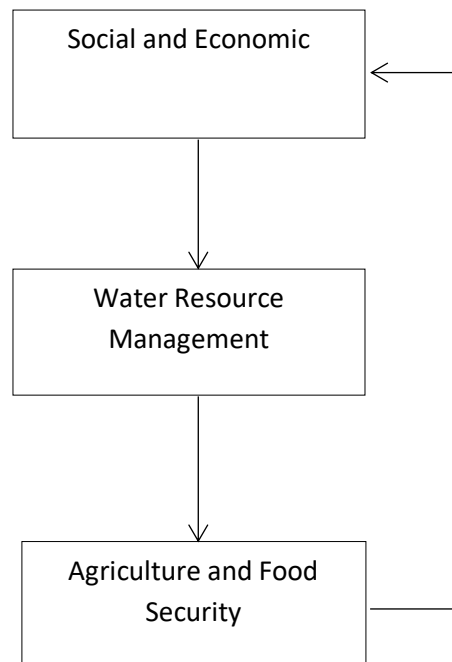 Social and Economic
Water Resource
Management
Agriculture and Food
Security